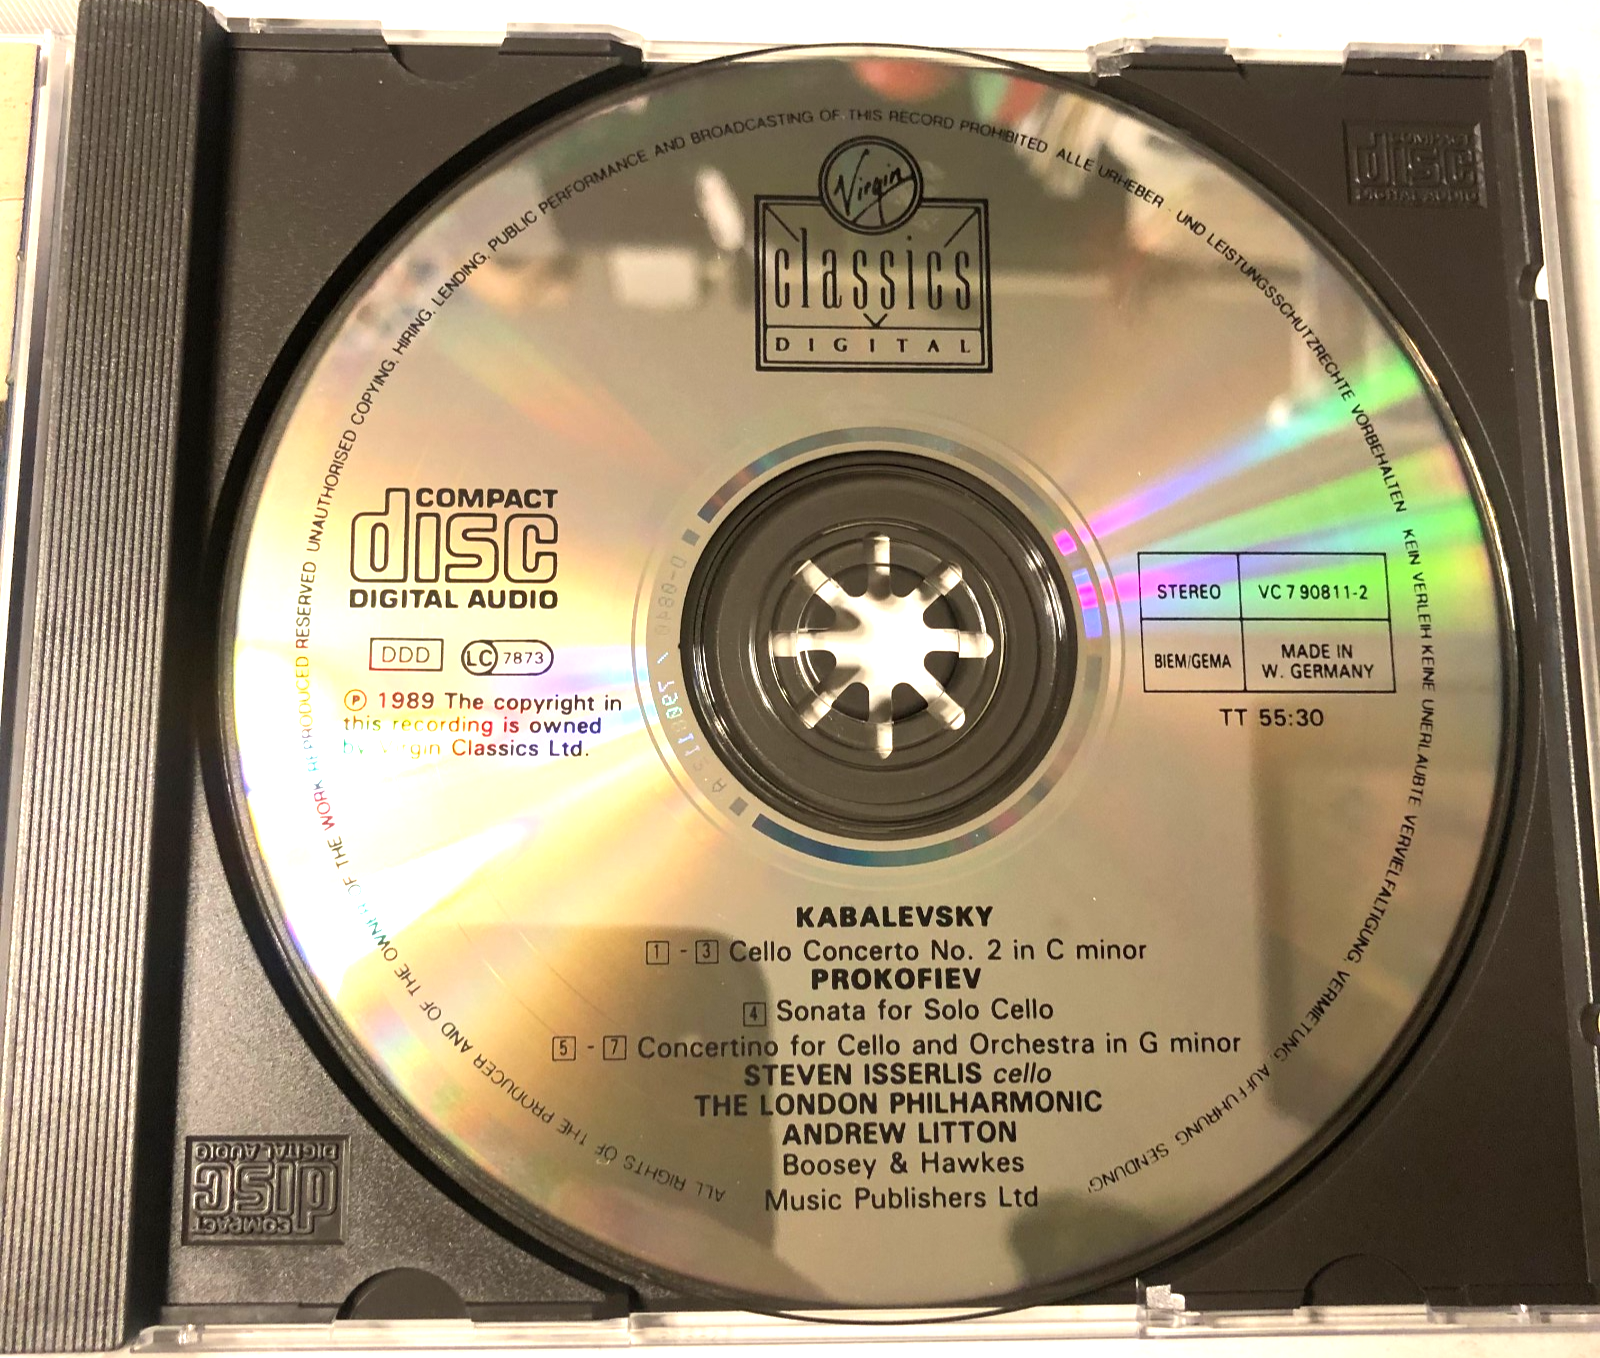 ALL RIGHTS OF THE PRODUCER AND OF THE OWNER OF THE WORK REPRODUCED RESERVED UNAUTHORISED COPYING, HIRING, LENDING, PUBLIC PERFORMANCE AND BROADCASTING OF THIS RECORD PROHIBITED ALLE URHEBER - UND LEISTUNGSSCHUTZRECHTE VORBEHALTEN KEIN VERLEIH KEINE UNERLAUBTE VERVIELFALTIGUNG, VERMIETUNG, AUFFUHRUNG, SENDUNG'
Virgin
classics
DIGITAL
COMPACT
disc
DIGITAL AUDIO
DDD LC 7873
℗ 1989 The copyright in
this recording is owned
by Virgin Classics Ltd.
STEREO VC 7 90811-2
BIEM/GEMA MADE IN
W. GERMANY
TT 55:30
KABALEVSKY
1 - 3 Cello Concerto No. 2 in C minor
PROKOFIEV
4 Sonata for Solo Cello
5 - 7 Concertino for Cello and Orchestra in G minor
STEVEN ISSERLIS cello
THE LONDON PHILHARMONIC
ANDREW LITTON
Boosey & Hawkes
Music Publishers Ltd
COMPACT
disc
DIGITAL AUDIO
COMPACT
disc
DIGITAL AUDIO